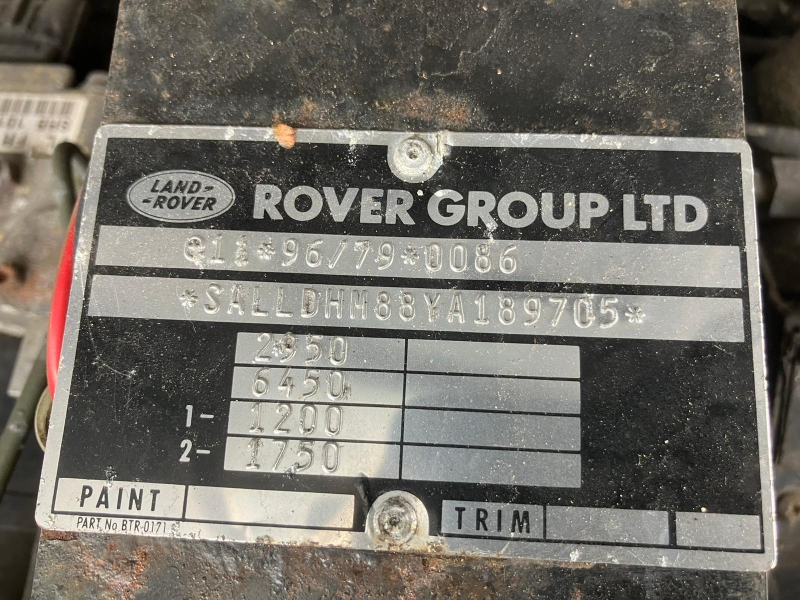 LAND-
-ROVER
ROVER GROUP LTD
e11*96/79*0086
*SALLDHM88YA189705*
2950
6450
1- 1200
2- 1750
PAINT
TRIM
PART No BTR-0171